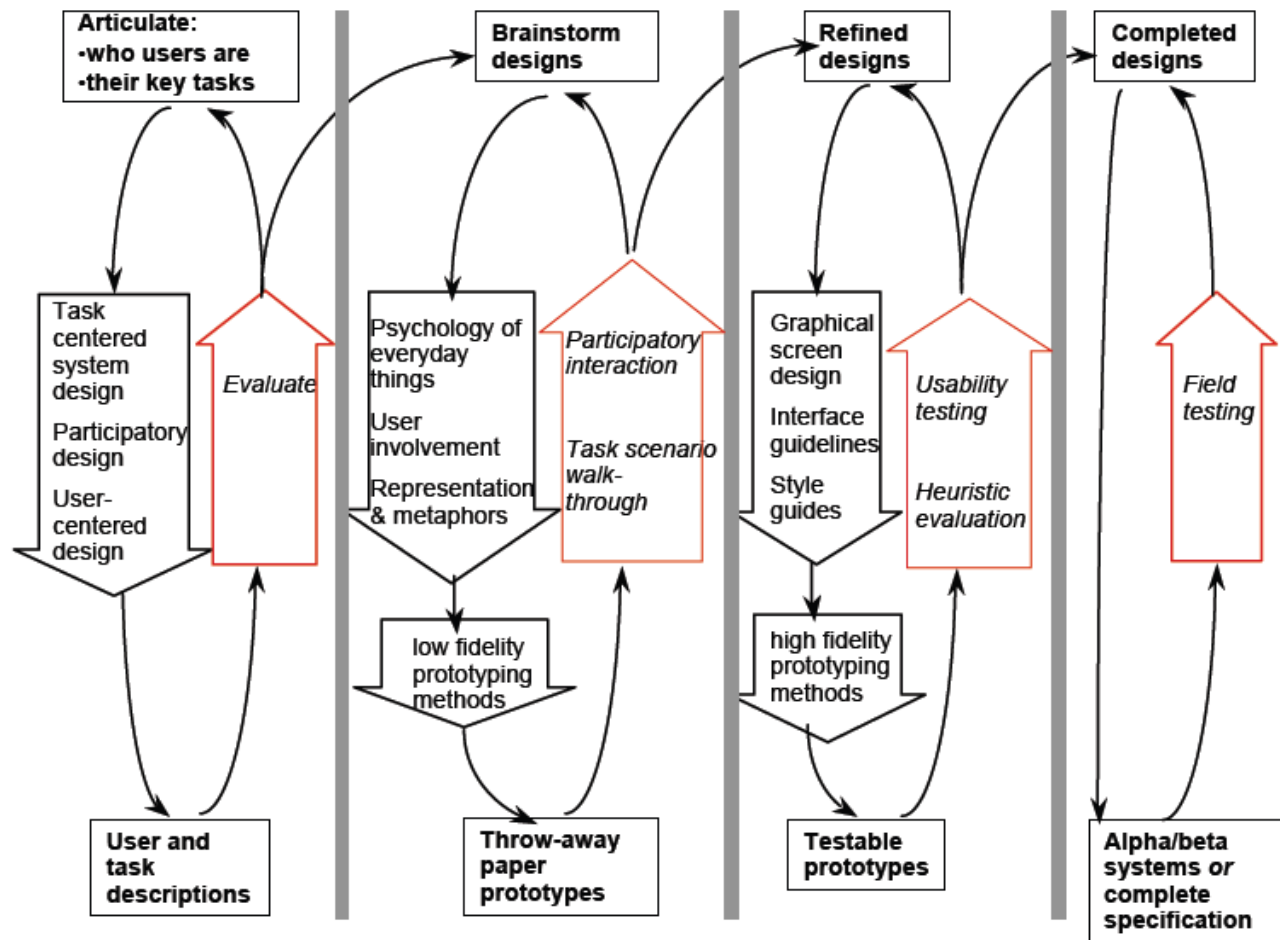 Articulate:
•who users are
•their key tasks
Task
centered
system
design
Participatory
design
User-
centered
design
Evaluate
User and
task
descriptions
Brainstorm
designs
Psychology of
everyday
things
User
involvement
Representation
& metaphors
low fidelity
prototyping
methods
Participatory
interaction
Task scenario
walk-
through
Throw-away
paper
prototypes
Refined
designs
Graphical
screen
design
Interface
guidelines
Style
guides
high fidelity
prototyping
methods
Usability
testing
Heuristic
evaluation
Testable
prototypes
Completed
designs
Field
testing
Alpha/beta
systems or
complete
specification